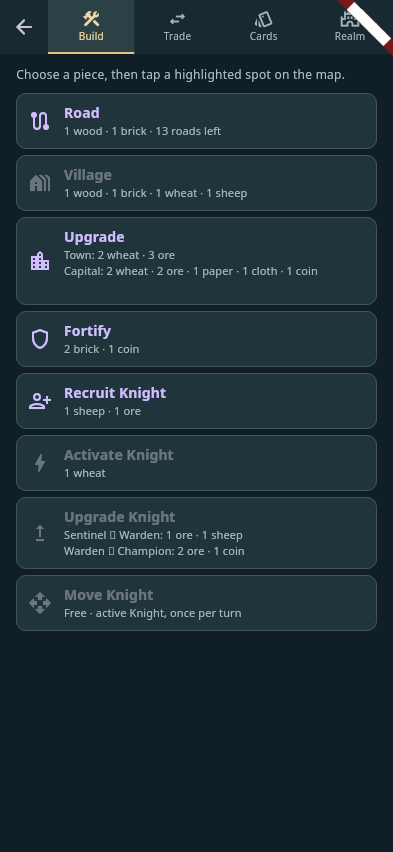 Build
Trade
Cards
Realm
Choose a piece, then tap a highlighted spot on the map.
Road
1 wood · 1 brick · 13 roads left
Village
1 wood · 1 brick · 1 wheat · 1 sheep
Upgrade
Town: 2 wheat · 3 ore
Capital: 2 wheat · 2 ore · 1 paper · 1 cloth · 1 coin
Fortify
2 brick · 1 coin
Recruit Knight
1 sheep · 1 ore
Activate Knight
1 wheat
Upgrade Knight
Sentinel ▯ Warden: 1 ore · 1 sheep
Warden ▯ Champion: 2 ore · 1 coin
Move Knight
Free · active Knight, once per turn